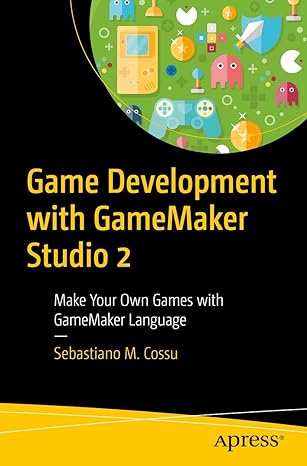 Game Development
with GameMaker
Studio 2
Make Your Own Games with
GameMaker Language
—
Sebastiano M. Cossu
Apress®